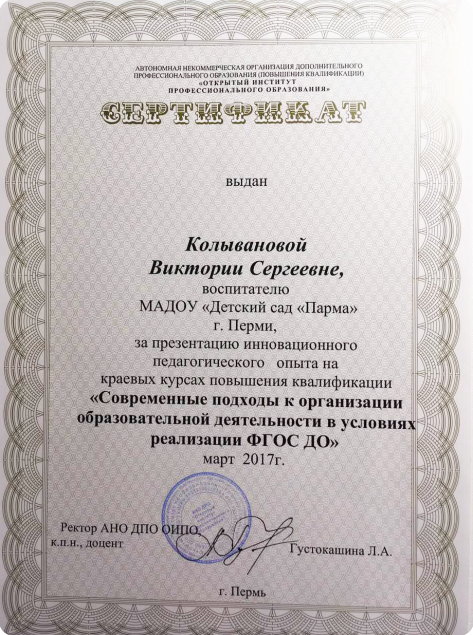 АВТОНОМНАЯ НЕКОММЕРЧЕСКАЯ ОРГАНИЗАЦИЯ ДОПОЛНИТЕЛЬНОГО
ПРОФЕССИОНАЛЬНОГО ОБРАЗОВАНИЯ (ПОВЫШЕНИЯ КВАЛИФИКАЦИИ)
«ОТКРЫТЫЙ ИНСТИТУТ
ПРОФЕССИОНАЛЬНОГО ОБРАЗОВАНИЯ»
СЕРТИФИКАТ
выдан
Колывановой
Виктории Сергеевне,
воспитателю
МАДОУ «Детский сад «Парма»
г. Перми,
за презентацию инновационного
педагогического опыта на
краевых курсах повышения квалификации
«Современные подходы к организации
образовательной деятельности в условиях
реализации ФГОС ДО»
март 2017г.
Ректор АНО ДПО ОИПО,
к.п.н., доцент
Густокашина Л.А.
г. Пермь